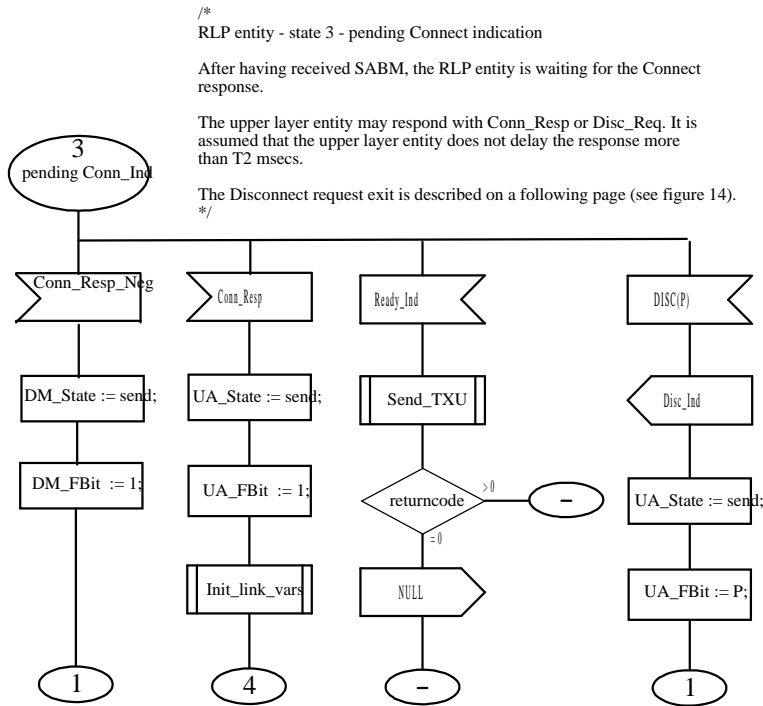 /*
RLP entity - state 3 - pending Connect indication
After having received SABM, the RLP entity is waiting for the Connect
response.
The upper layer entity may respond with Conn_Resp or Disc_Req. It is
assumed that the upper layer entity does not delay the response more
than T2 msecs.
The Disconnect request exit is described on a following page (see figure 14).
*/
3
pending Conn_Ind
Conn_Resp_Neg
Conn_Resp
Ready_Ind
DISC(P)
DM_State := send;
UA_State := send;
Send_TXU
Disc_Ind
DM_FBit := 1;
UA_FBit := 1;
returncode
> 0
-
UA_State := send;
= 0
Init_link_vars
NULL
UA_FBit := P;
1
4
-
1